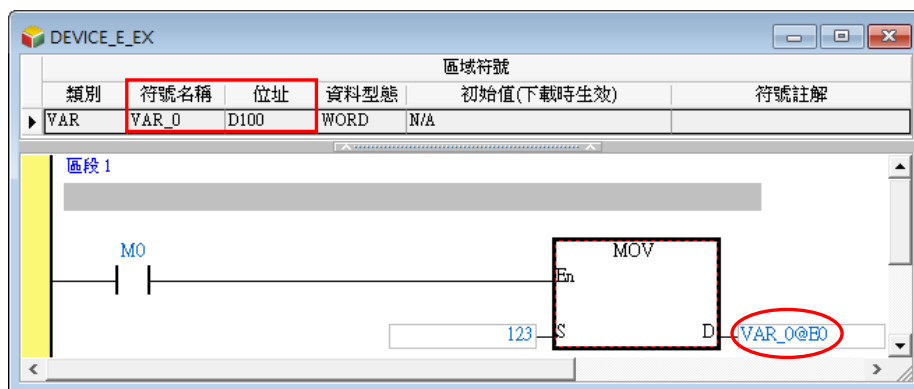 DEVICE_E_EX
區域符號
類別 符號名稱 位址 資料型態 初始值(下載時生效) 符號註解
VAR VAR_0 D100 WORD N/A
區段 1
M0
MOV
En
123 S D VAR_0@E0